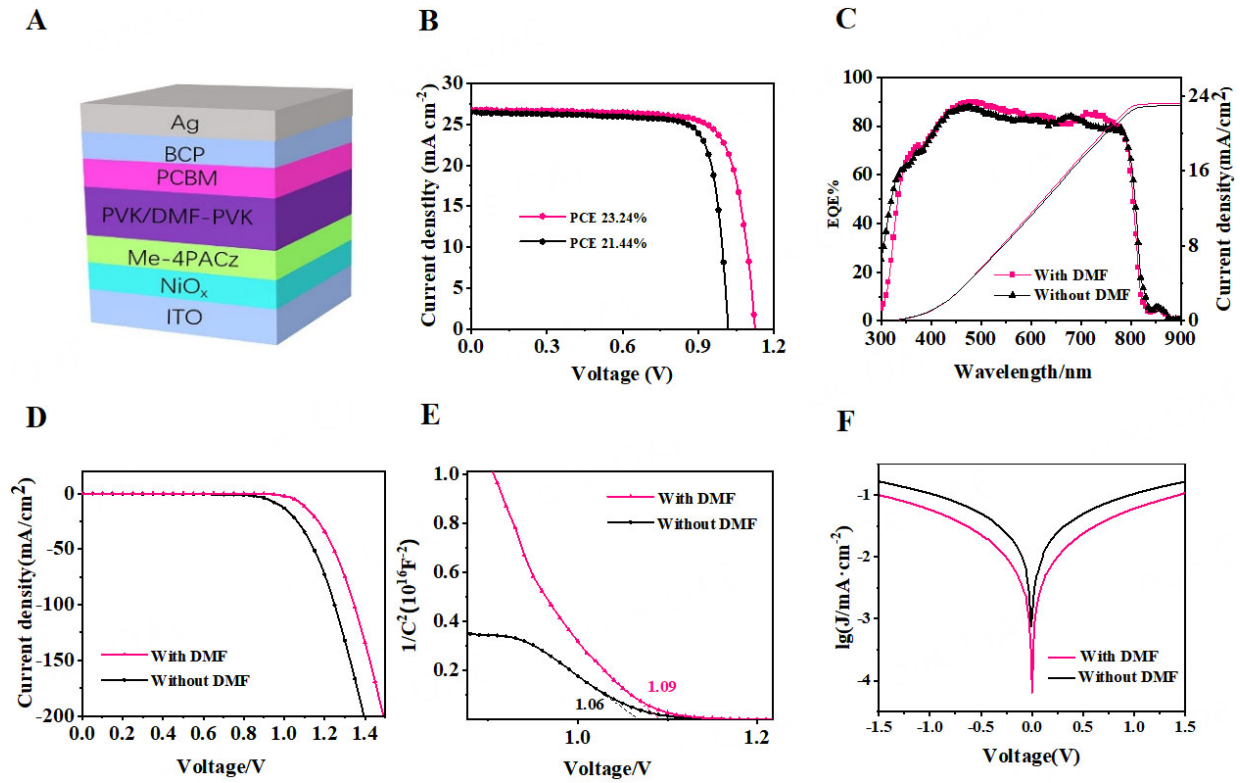 A
Ag
BCP
PCBM
PVK/DMF-PVK
Me-4PACz
NiOx
ITO
B
Current denstity (mA cm-2)
30
25
20
15
10
5
0
PCE 23.24%
PCE 21.44%
0.0 0.3 0.6 0.9 1.2
Voltage (V)
C
EQE%
100
80
60
40
20
0
With DMF
Without DMF
24
16
8
0
Current density(mA/cm2)
300 400 500 600 700 800 900
Wavelength/nm
D
Current density(mA/cm2)
0
-50
-100
-150
-200
With DMF
Without DMF
0.0 0.2 0.4 0.6 0.8 1.0 1.2 1.4
Voltage/V
E
1/C2 (1016F-2)
1.0
0.8
0.6
0.4
0.2
With DMF
Without DMF
1.09
1.06
1.0 1.2
Voltage/V
F
lg(J/mA·cm-2)
-1
-2
-3
-4
With DMF
Without DMF
-1.5 -1.0 -0.5 0.0 0.5 1.0 1.5
Voltage(V)